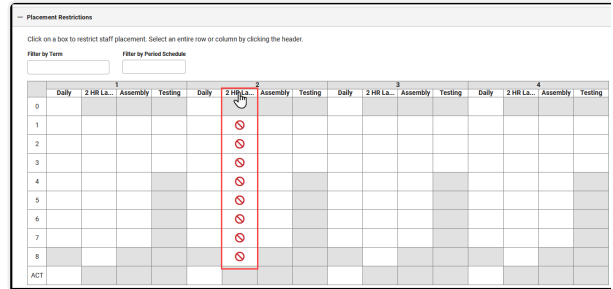 Placement Restrictions
Click on a box to restrict staff placement. Select an entire row or column by clicking the header.
Filter by Term Filter by Period Schedule
1 2 3 4
Daily 2 HR La... Assembly Testing Daily 2 HR La... Assembly Testing Daily 2 HR La... Assembly Testing Daily 2 HR La... Assembly Testing
0
1
2
3
4
5
6
7
8
ACT